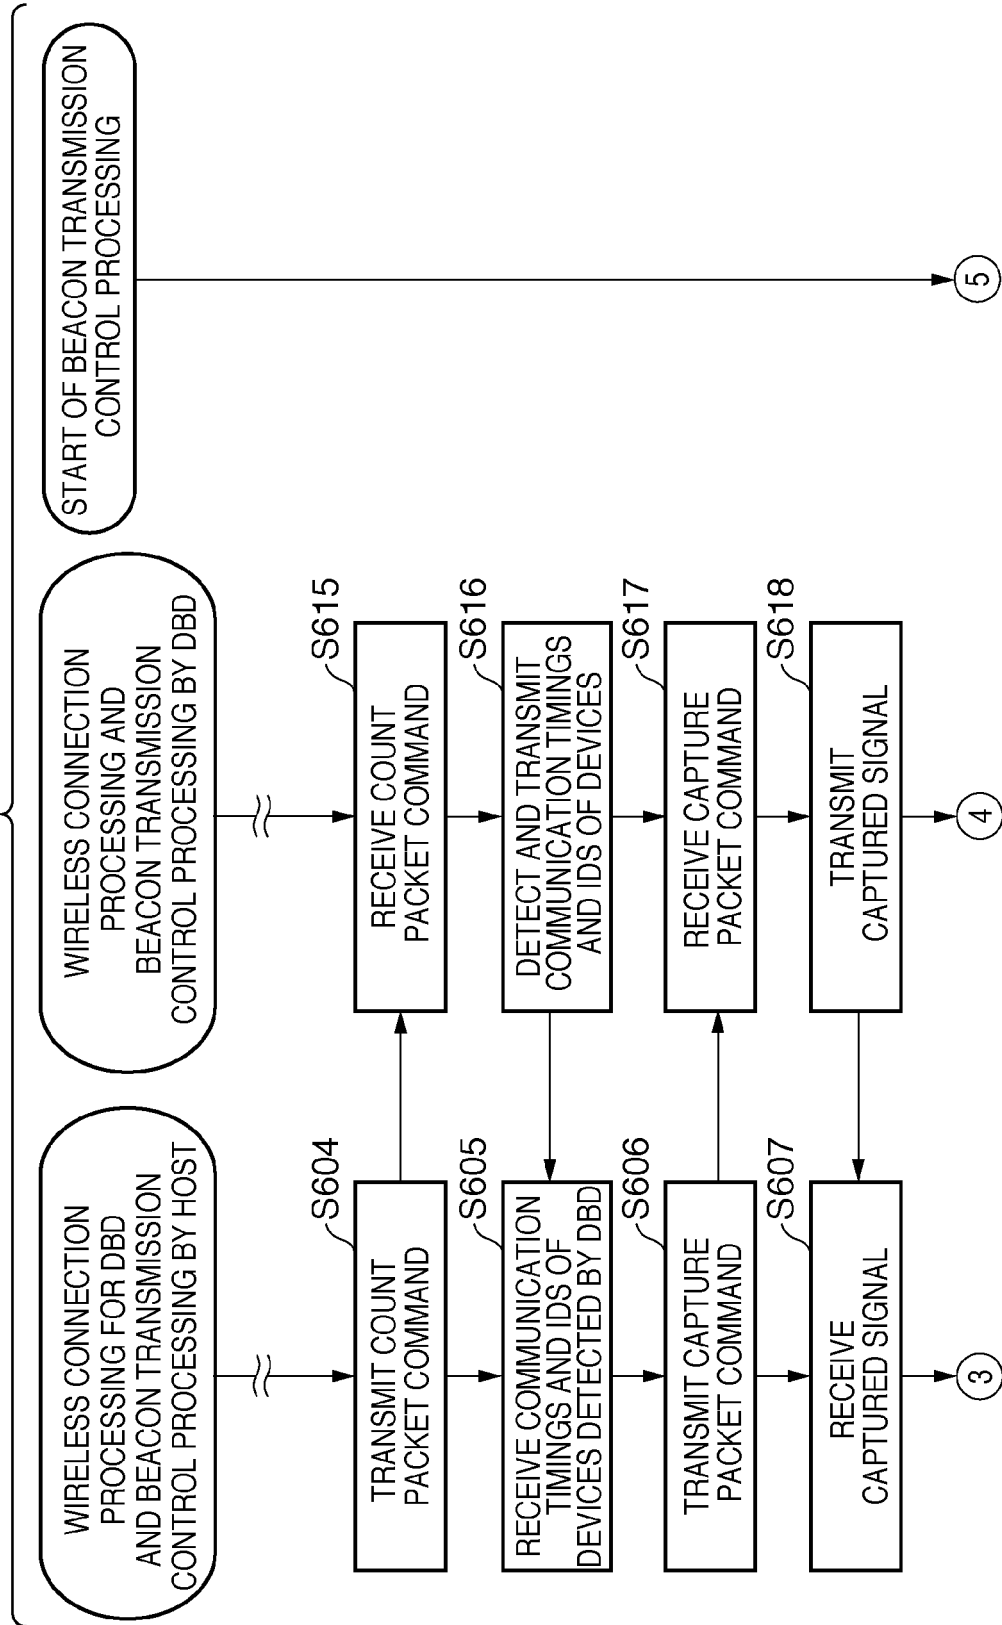 WIRELESS CONNECTION
PROCESSING FOR DBD
AND BEACON TRANSMISSION
CONTROL PROCESSING BY HOST
S604
TRANSMIT COUNT
PACKET COMMAND
S605
RECEIVE COMMUNICATION
TIMINGS AND IDS OF
DEVICES DETECTED BY DBD
S606
TRANSMIT CAPTURE
PACKET COMMAND
S607
RECEIVE
CAPTURED SIGNAL
3
WIRELESS CONNECTION
PROCESSING AND
BEACON TRANSMISSION
CONTROL PROCESSING BY DBD
S615
RECEIVE COUNT
PACKET COMMAND
S616
DETECT AND TRANSMIT
COMMUNICATION TIMINGS
AND IDS OF DEVICES
S617
RECEIVE CAPTURE
PACKET COMMAND
S618
TRANSMIT
CAPTURED SIGNAL
4
START OF BEACON TRANSMISSION
CONTROL PROCESSING
5